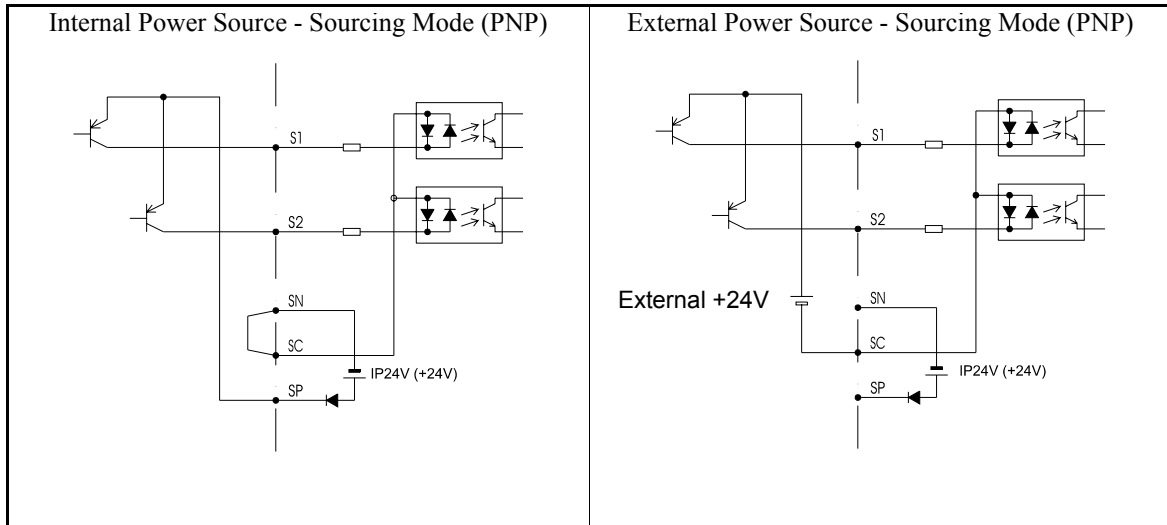 Internal Power Source - Sourcing Mode (PNP)
S1
S2
SN
SC
IP24V (+24V)
SP
External Power Source - Sourcing Mode (PNP)
S1
S2
External +24V
SN
SC
IP24V (+24V)
SP